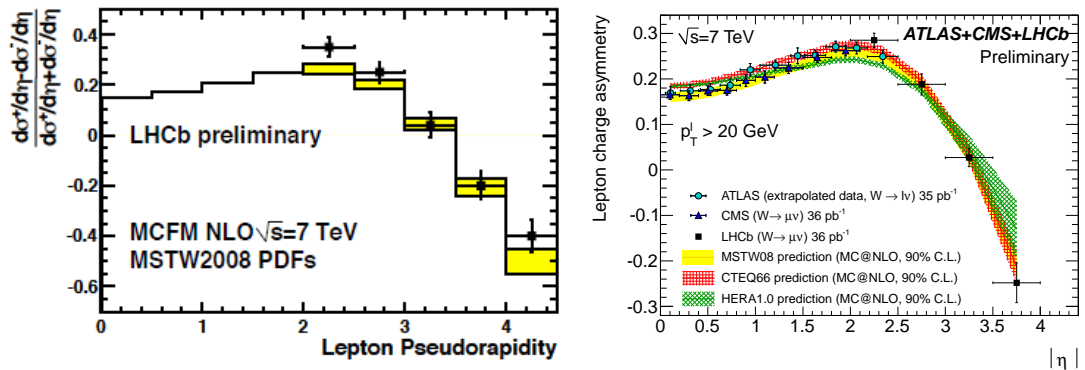 dσ⁺/dη-dσ⁻/dη
dσ⁺/dη+dσ⁻/dη
0.4
0.2
0
-0.2
-0.4
-0.6
LHCb preliminary
MCFM NLO √s=7 TeV
MSTW2008 PDFs
0 1 2 3 4
Lepton Pseudorapidity
Lepton charge asymmetry
0.3
0.2
0.1
0
-0.1
-0.2
-0.3
√s=7 TeV
ATLAS+CMS+LHCb
Preliminary
p_T^l > 20 GeV
ATLAS (extrapolated data, W→ lν) 35 pb⁻¹
CMS (W→ μν) 36 pb⁻¹
LHCb (W→ μν) 36 pb⁻¹
MSTW08 prediction (MC@NLO, 90% C.L.)
CTEQ66 prediction (MC@NLO, 90% C.L.)
HERA1.0 prediction (MC@NLO, 90% C.L.)
0 0.5 1 1.5 2 2.5 3 3.5 4
|η|